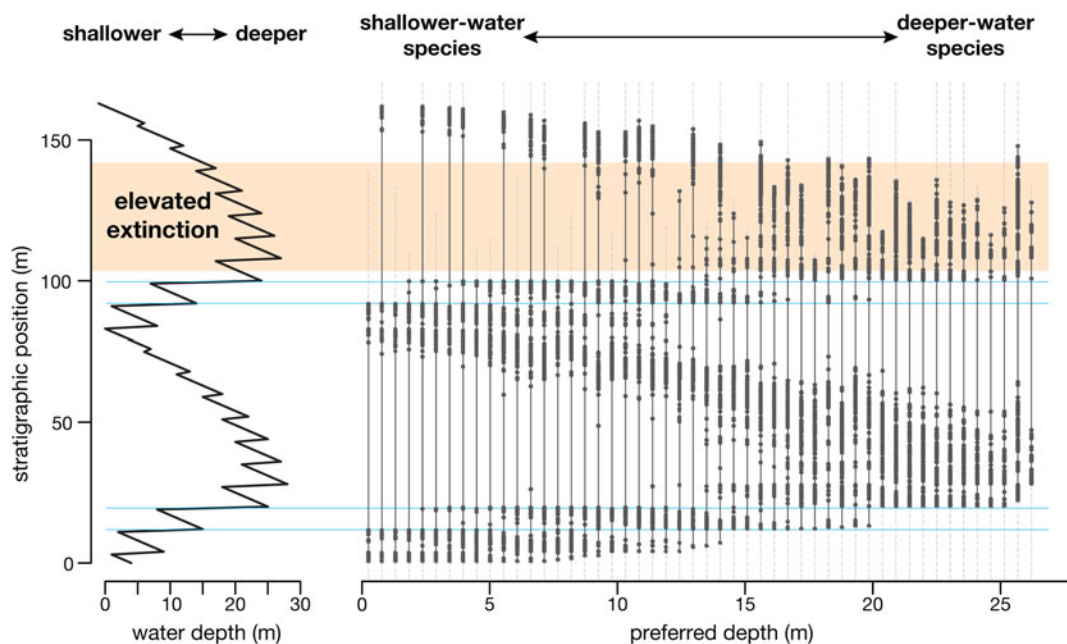 shallower deeper
shallower-water
species
deeper-water
species
stratigraphic position (m)
150
100
50
0
elevated
extinction
0 10 20 30
water depth (m)
0 5 10 15 20 25
preferred depth (m)